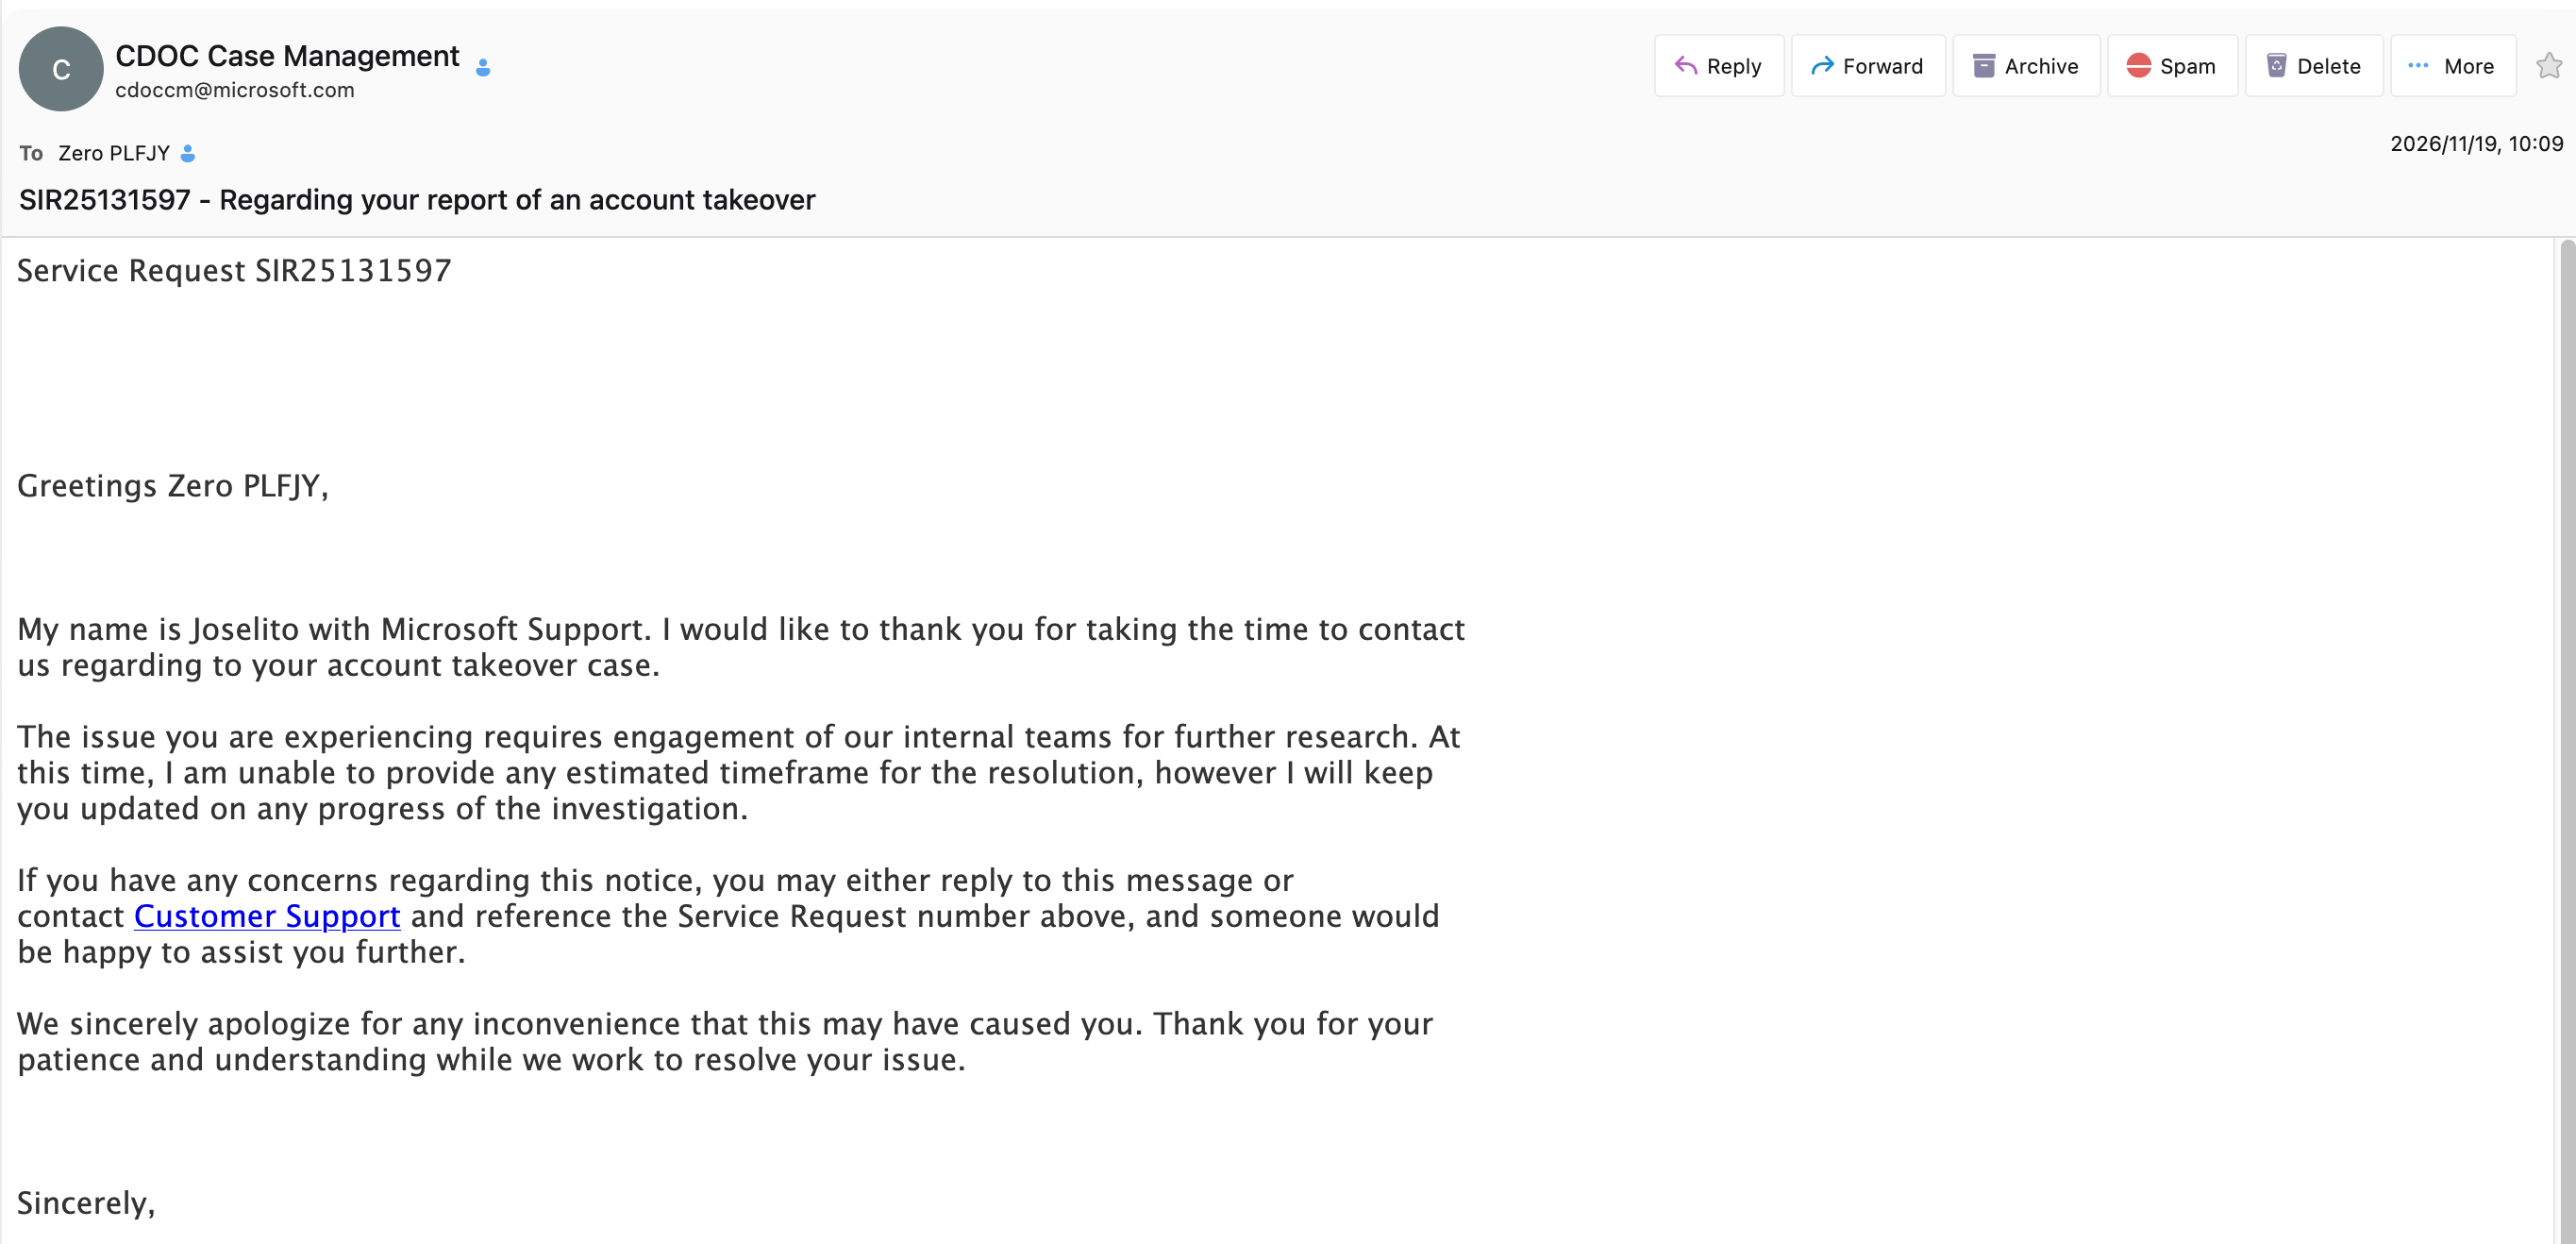 C
CDOC Case Management
cdoccm@microsoft.com
Reply
Forward
Archive
Spam
Delete
More
To Zero PLFJY
2026/11/19, 10:09
SIR25131597 - Regarding your report of an account takeover
Service Request SIR25131597
Greetings Zero PLFJY,
My name is Joselito with Microsoft Support. I would like to thank you for taking the time to contact
us regarding to your account takeover case.
The issue you are experiencing requires engagement of our internal teams for further research. At
this time, I am unable to provide any estimated timeframe for the resolution, however I will keep
you updated on any progress of the investigation.
If you have any concerns regarding this notice, you may either reply to this message or
contact Customer Support and reference the Service Request number above, and someone would
be happy to assist you further.
We sincerely apologize for any inconvenience that this may have caused you. Thank you for your
patience and understanding while we work to resolve your issue.
Sincerely,